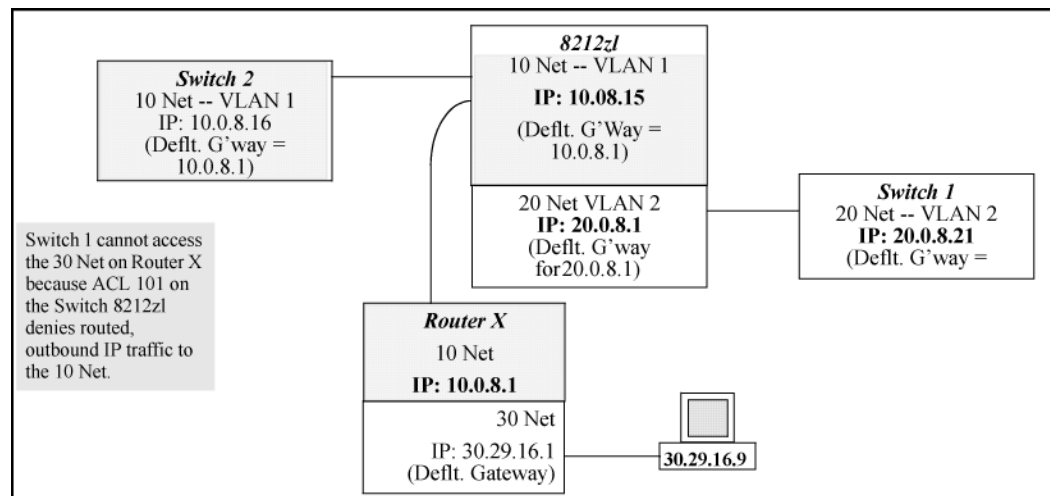 8212zl
10 Net -- VLAN 1
IP: 10.08.15
(Deflt. G'Way =
10.0.8.1)
20 Net VLAN 2
IP: 20.0.8.1
(Deflt. G'way
for20.0.8.1)
Switch 2
10 Net -- VLAN 1
IP: 10.0.8.16
(Deflt. G'way =
10.0.8.1)
Switch 1
20 Net -- VLAN 2
IP: 20.0.8.21
(Deflt. G'way =
Switch 1 cannot access
the 30 Net on Router X
because ACL 101 on
the Switch 8212zl
denies routed,
outbound IP traffic to
the 10 Net.
Router X
10 Net
IP: 10.0.8.1
30 Net
IP: 30.29.16.1
(Deflt. Gateway)
30.29.16.9